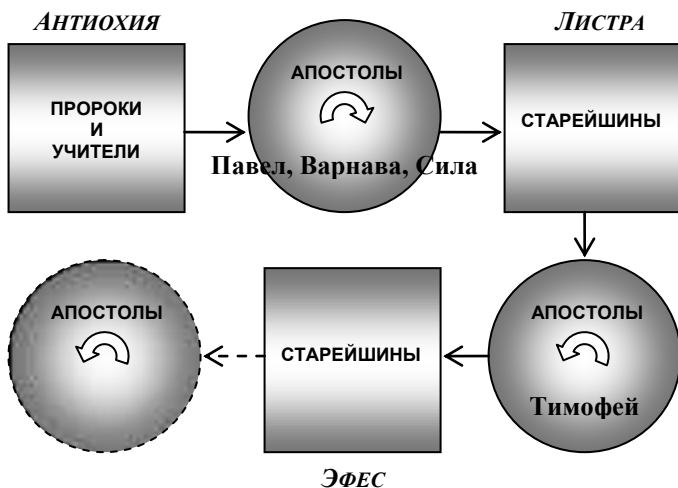 АНТИОХИЯ
ЛИСТРА
ПРОРОКИ
И
УЧИТЕЛИ
АПОСТОЛЫ
Павел, Варнава, Сила
СТАРЕЙШИНЫ
АПОСТОЛЫ
СТАРЕЙШИНЫ
АПОСТОЛЫ
Тимофей
ЭФЕС